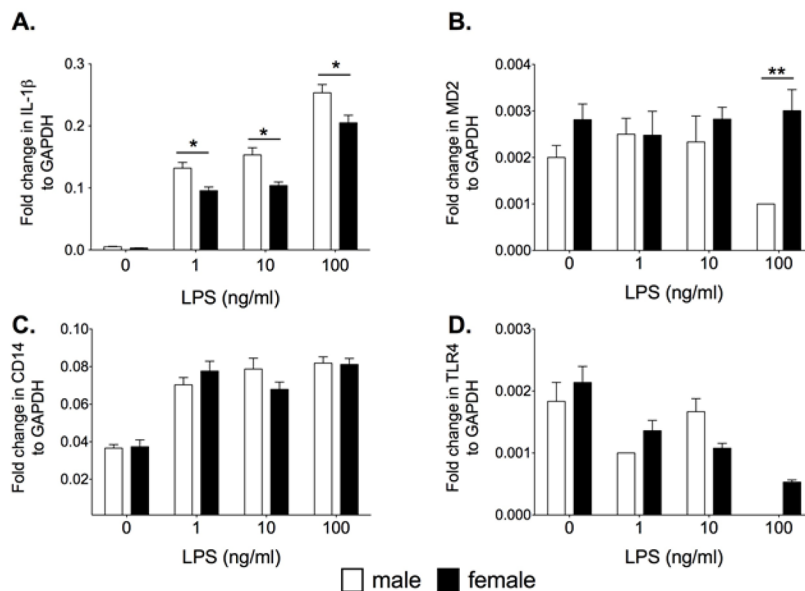 A.
Fold change in IL-1β
to GAPDH
0.3
0.2
0.1
0.0
*
*
*
0
1
10
100
LPS (ng/ml)
B.
Fold change in MD2
to GAPDH
0.004
0.003
0.002
0.001
0.000
**
0
1
10
100
LPS (ng/ml)
C.
Fold change in CD14
to GAPDH
0.10
0.08
0.06
0.04
0.02
0
1
10
100
LPS (ng/ml)
D.
Fold change in TLR4
to GAPDH
0.003
0.002
0.001
0.000
0
1
10
100
LPS (ng/ml)
male
female